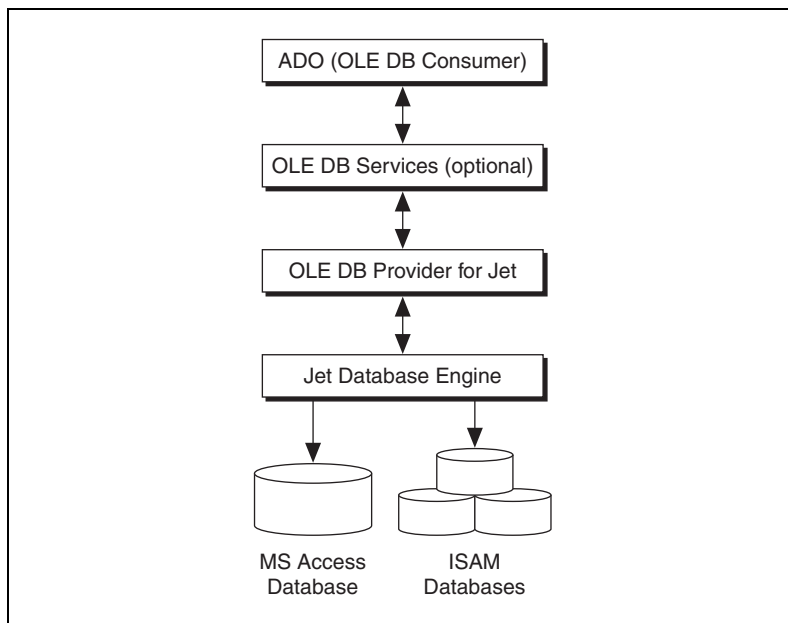 ADO (OLE DB Consumer)
OLE DB Services (optional)
OLE DB Provider for Jet
Jet Database Engine
MS Access
Database
ISAM
Databases